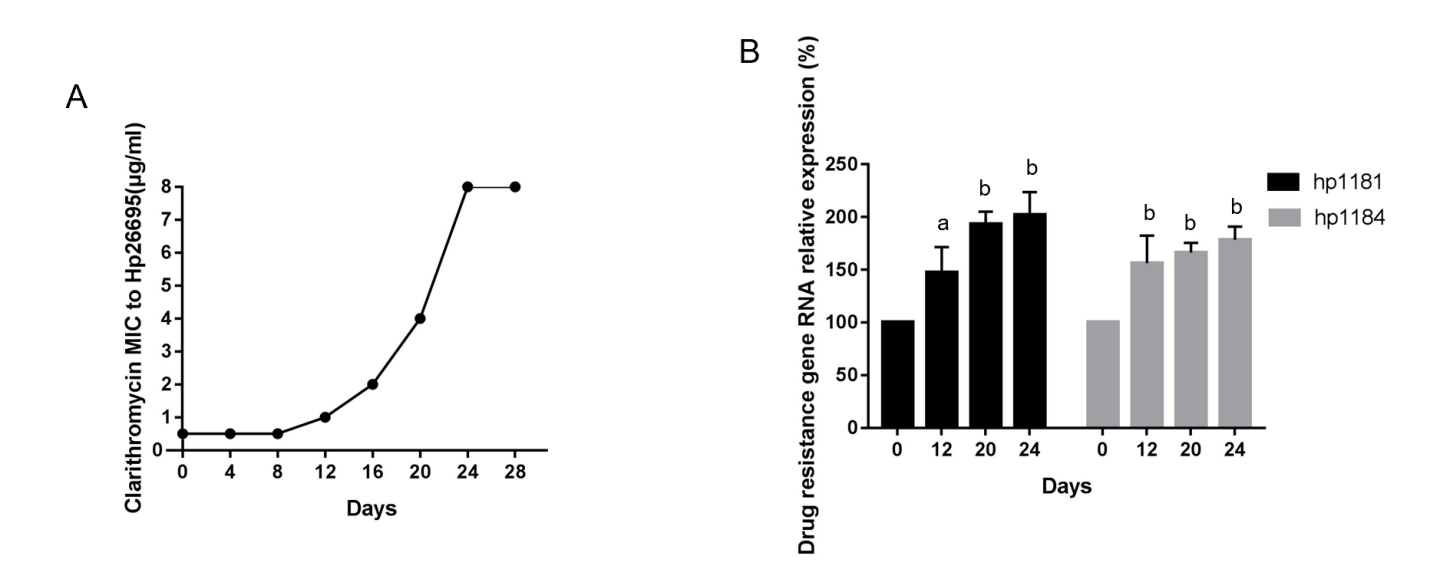 A
Clarithromycin MIC to Hp26695(μg/ml)
8
7
6
5
4
3
2
1
0
0 4 8 12 16 20 24 28
Days
B
Drug resistance gene RNA relative expression (%)
250
200
150
100
50
0
a b b b b b
0 12 20 24 0 12 20 24
Days
hp1181
hp1184